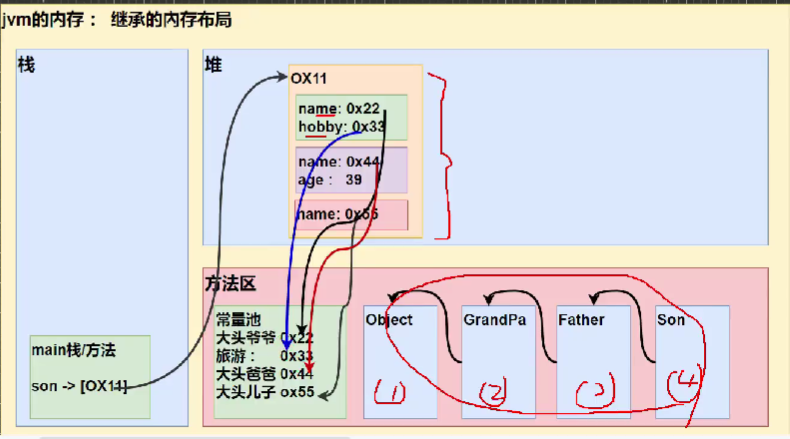 jvm的内存： 继承的内存布局
栈
main栈/方法
son -> [OX11]
堆
OX11
name: 0x22
hobby: 0x33
name: 0x44
age： 39
name: 0x55
方法区
常量池
大头爷爷 0x22
旅游： 0x33
大头爸爸 0x44
大头儿子 ox55
Object
GrandPa
Father
Son
(1)
(2)
(3)
(4)